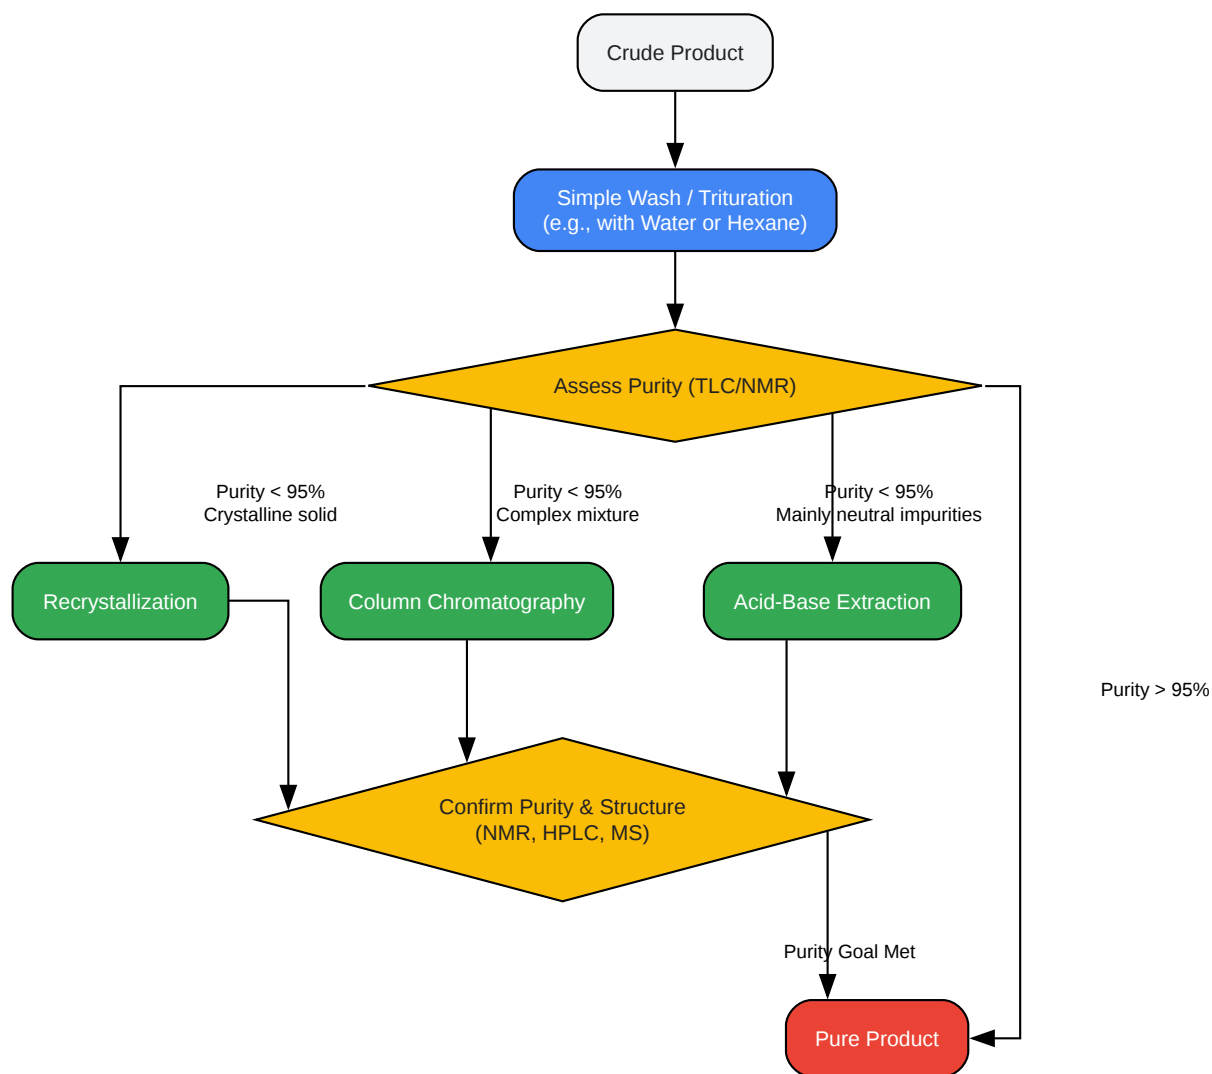 Crude Product
Simple Wash / Trituration
(e.g., with Water or Hexane)
Assess Purity (TLC/NMR)
Purity < 95%
Crystalline solid
Purity < 95%
Complex mixture
Purity < 95%
Mainly neutral impurities
Recrystallization
Column Chromatography
Acid-Base Extraction
Purity > 95%
Confirm Purity & Structure
(NMR, HPLC, MS)
Purity Goal Met
Pure Product